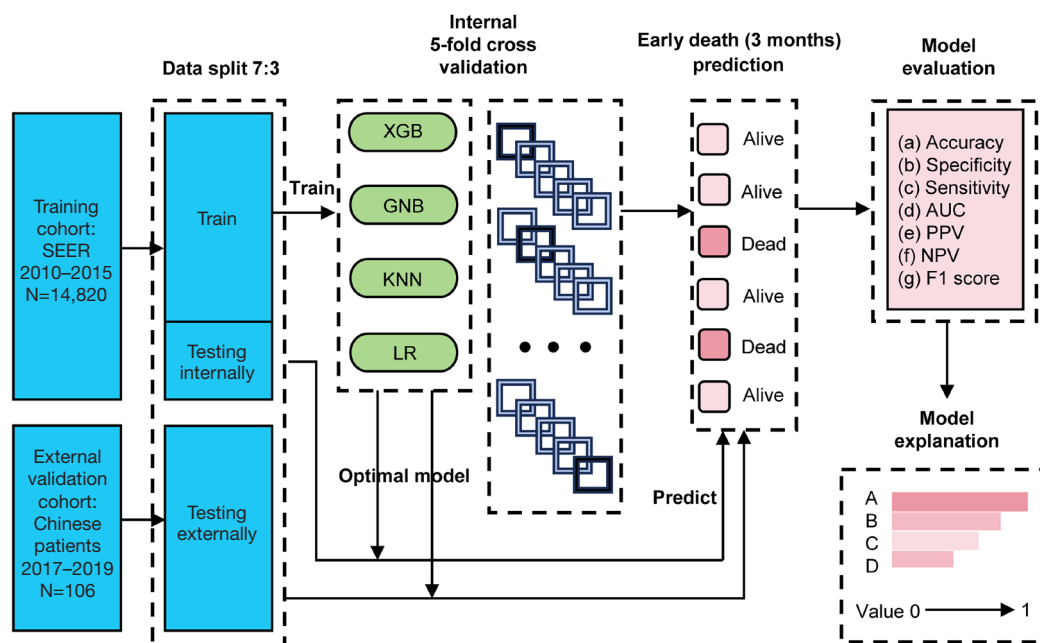 Data split 7:3
Internal
5-fold cross
validation
Early death (3 months)
prediction
Model
evaluation
Training
cohort:
SEER
2010–2015
N=14,820
Train
Testing
internally
External
validation
cohort:
Chinese
patients
2017–2019
N=106
Testing
externally
Train
XGB
GNB
KNN
LR
Optimal model
Alive
Alive
Dead
Alive
Dead
Alive
Predict
(a) Accuracy
(b) Specificity
(c) Sensitivity
(d) AUC
(e) PPV
(f) NPV
(g) F1 score
Model
explanation
A
B
C
D
Value 0 1